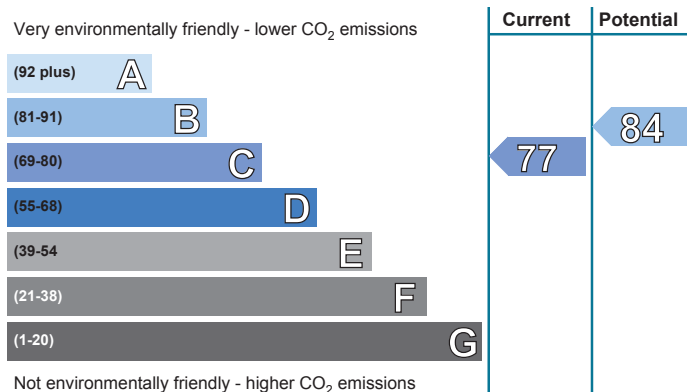 Very environmentally friendly - lower CO₂ emissions
Current
Potential
(92 plus) A
(81-91) B
(69-80) C
(55-68) D
(39-54 E
(21-38) F
(1-20) G
77
84
Not environmentally friendly - higher CO₂ emissions